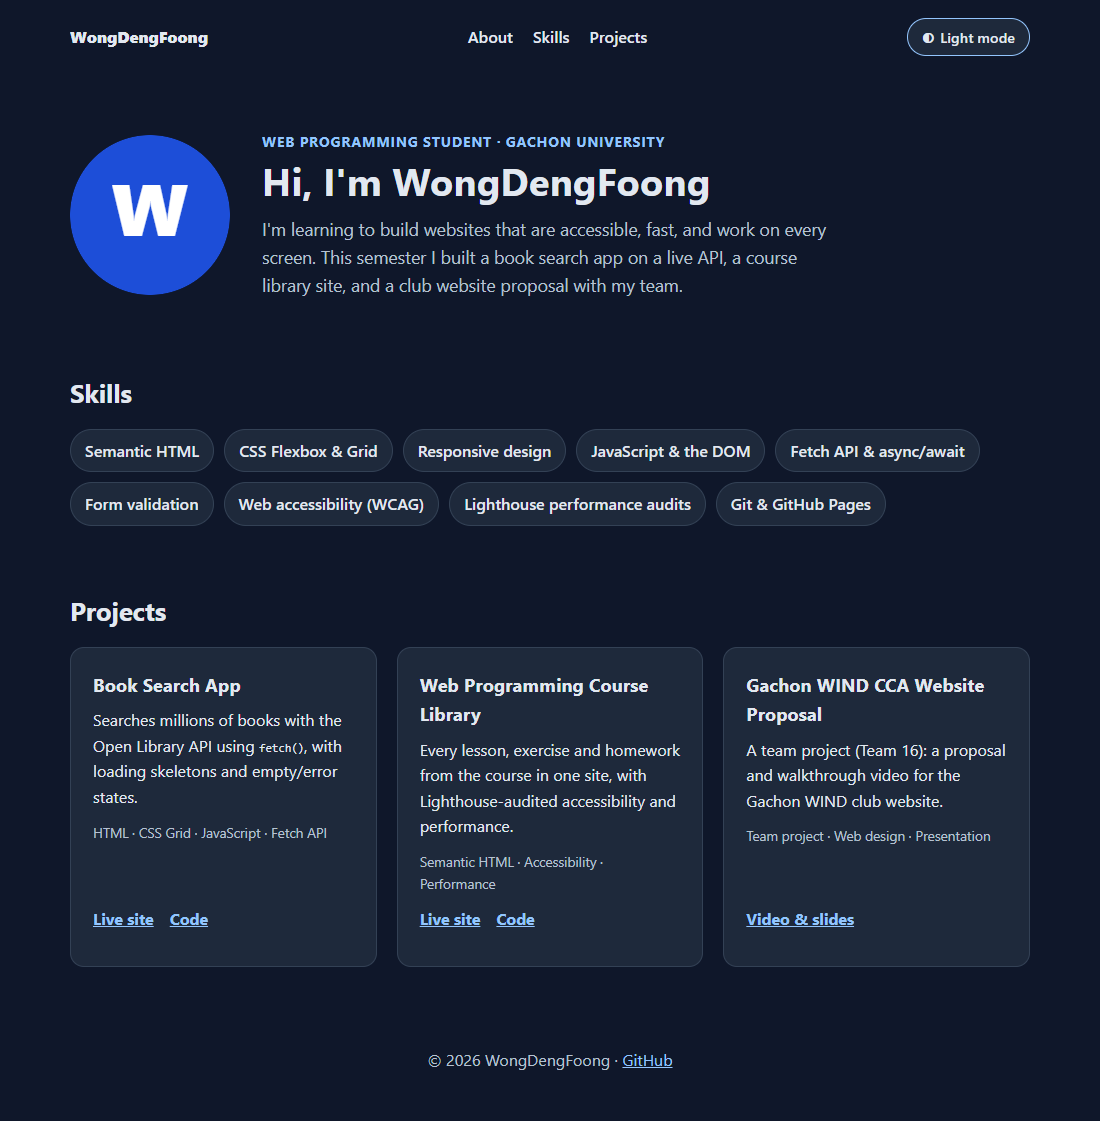 WongDengFoong
About Skills Projects
◐ Light mode
W
WEB PROGRAMMING STUDENT · GACHON UNIVERSITY
Hi, I'm WongDengFoong
I'm learning to build websites that are accessible, fast, and work on every
screen. This semester I built a book search app on a live API, a course
library site, and a club website proposal with my team.
Skills
Semantic HTML
CSS Flexbox & Grid
Responsive design
JavaScript & the DOM
Fetch API & async/await
Form validation
Web accessibility (WCAG)
Lighthouse performance audits
Git & GitHub Pages
Projects
Book Search App
Searches millions of books with the
Open Library API using fetch(), with
loading skeletons and empty/error
states.
HTML · CSS Grid · JavaScript · Fetch API
Live site Code
Web Programming Course
Library
Every lesson, exercise and homework
from the course in one site, with
Lighthouse-audited accessibility and
performance.
Semantic HTML · Accessibility ·
Performance
Live site Code
Gachon WIND CCA Website
Proposal
A team project (Team 16): a proposal
and walkthrough video for the
Gachon WIND club website.
Team project · Web design · Presentation
Video & slides
© 2026 WongDengFoong · GitHub